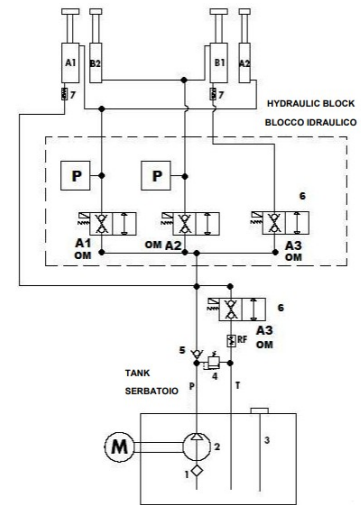 A1 B2 B1 A2
7 7
HYDRAULIC BLOCK
BLOCCO IDRAULICO
P P
6
A1 OM A2 A3
OM OM
6
A3
OM
5 RF
4
TANK
SERBATOIO
P T
M 2 3
1